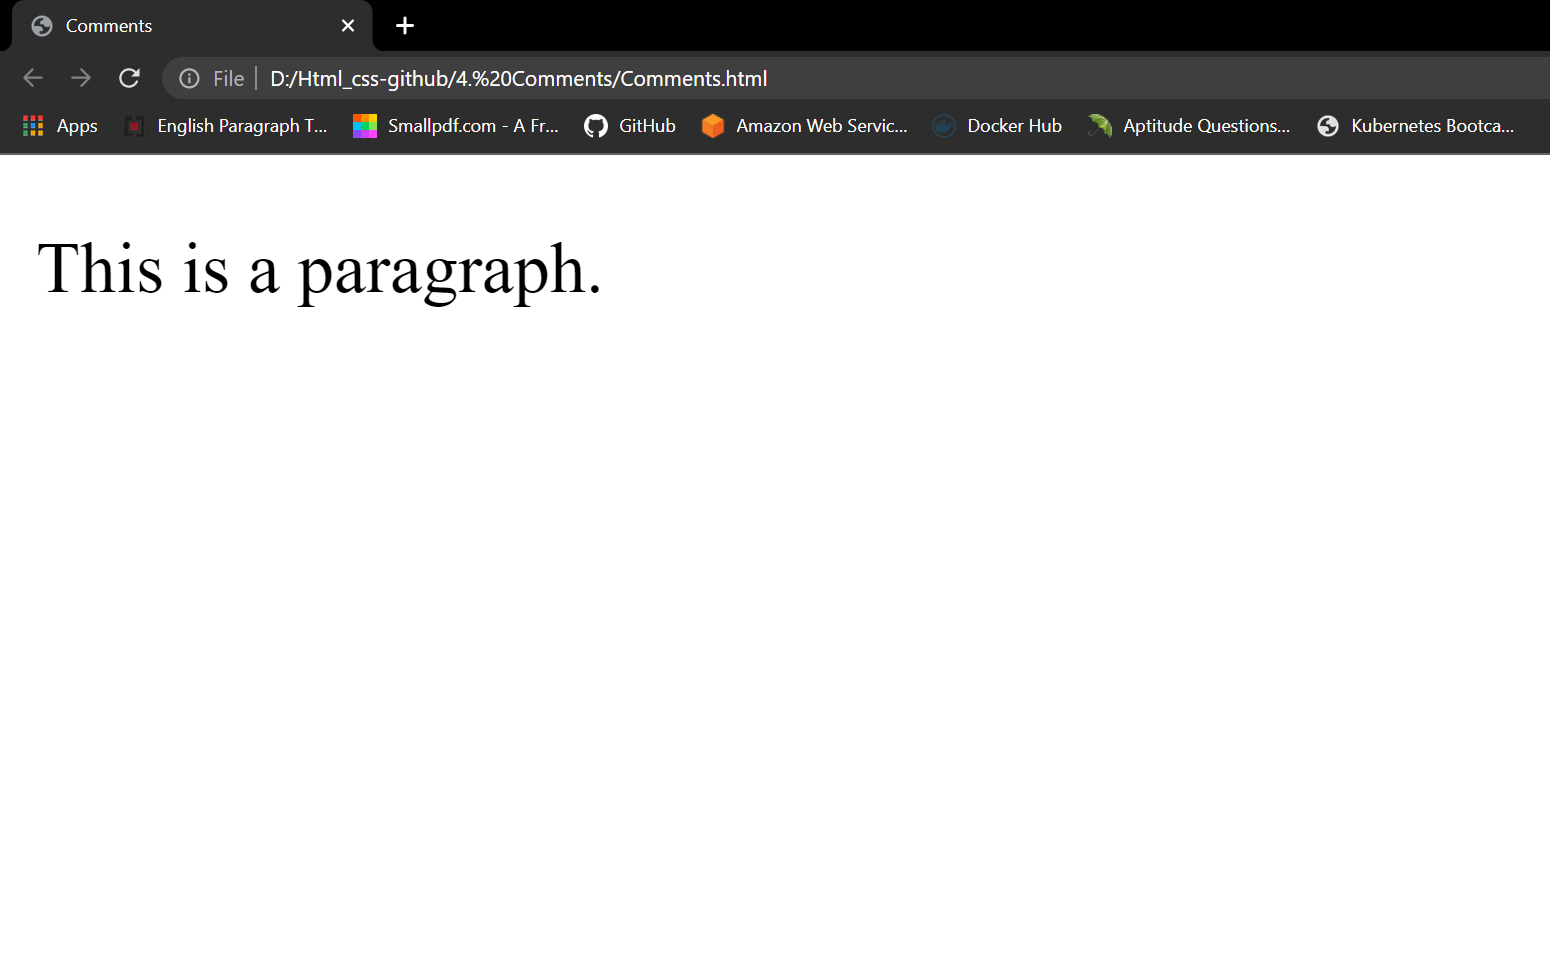 Comments
File D:/Html_css-github/4.%20Comments/Comments.html
Apps English Paragraph T... Smallpdf.com - A Fr... GitHub Amazon Web Servic... Docker Hub Aptitude Questions... Kubernetes Bootca...
This is a paragraph.